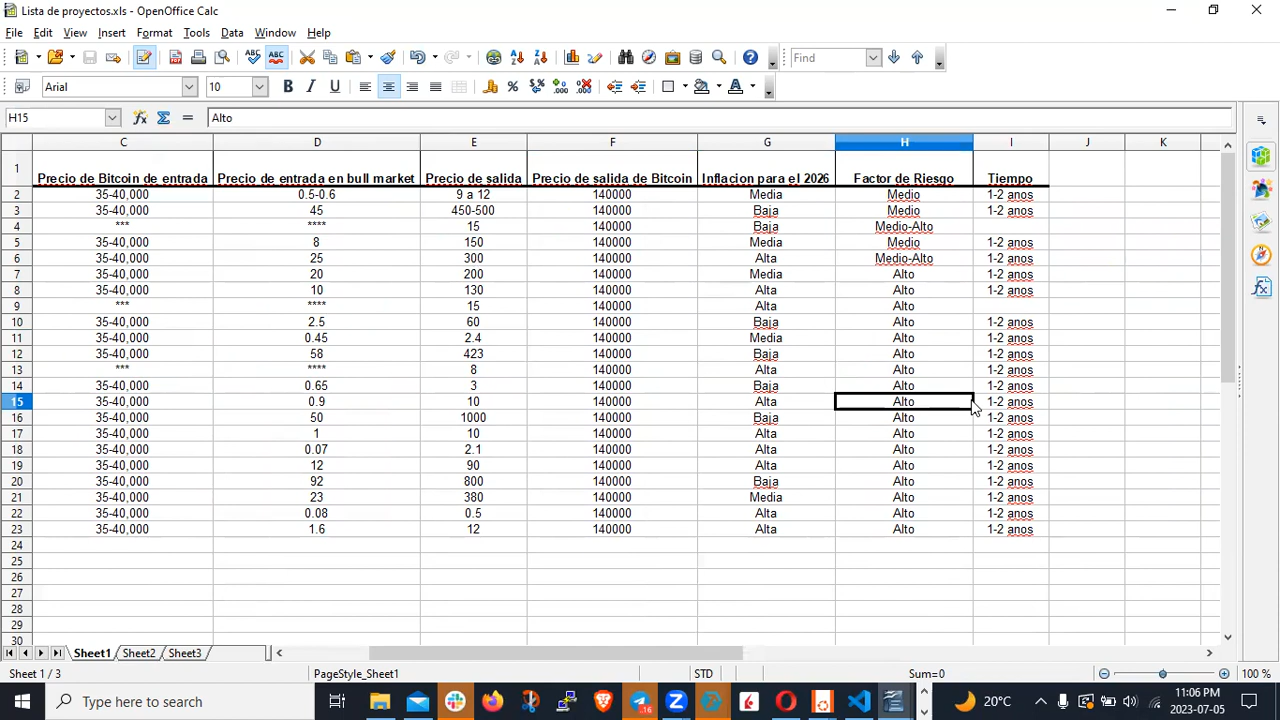 Lista de proyectos.xls - OpenOffice Calc
File Edit View Insert Format Tools Data Window Help
Find
Arial 10
H15 Alto
C D E F G H I J K
1 Precio de Bitcoin de entrada Precio de entrada en bull market Precio de salida Precio de salida de Bitcoin Inflacion para el 2026 Factor de Riesgo Tiempo
2 35-40,000 0.5-0.6 9 a 12 140000 Media Medio 1-2 anos
3 35-40,000 45 450-500 140000 Baja Medio 1-2 anos
4 *** **** 15 140000 Baja Medio-Alto
5 35-40,000 8 150 140000 Media Medio 1-2 anos
6 35-40,000 25 300 140000 Alta Medio-Alto 1-2 anos
7 35-40,000 20 200 140000 Media Alto 1-2 anos
8 35-40,000 10 130 140000 Alta Alto 1-2 anos
9 *** **** 15 140000 Alta Alto
10 35-40,000 2.5 60 140000 Baja Alto 1-2 anos
11 35-40,000 0.45 2.4 140000 Media Alto 1-2 anos
12 35-40,000 58 423 140000 Baja Alto 1-2 anos
13 *** **** 8 140000 Alta Alto 1-2 anos
14 35-40,000 0.65 3 140000 Baja Alto 1-2 anos
15 35-40,000 0.9 10 140000 Alta Alto 1-2 anos
16 35-40,000 50 1000 140000 Baja Alto 1-2 anos
17 35-40,000 1 10 140000 Alta Alto 1-2 anos
18 35-40,000 0.07 2.1 140000 Alta Alto 1-2 anos
19 35-40,000 12 90 140000 Alta Alto 1-2 anos
20 35-40,000 92 800 140000 Baja Alto 1-2 anos
21 35-40,000 23 380 140000 Media Alto 1-2 anos
22 35-40,000 0.08 0.5 140000 Alta Alto 1-2 anos
23 35-40,000 1.6 12 140000 Alta Alto 1-2 anos
24
25
26
27
28
29
30
Sheet1 Sheet2 Sheet3
Sheet 1 / 3 PageStyle_Sheet1 STD Sum=0 100 %
Type here to search 16 20°C 11:06 PM
2023-07-05